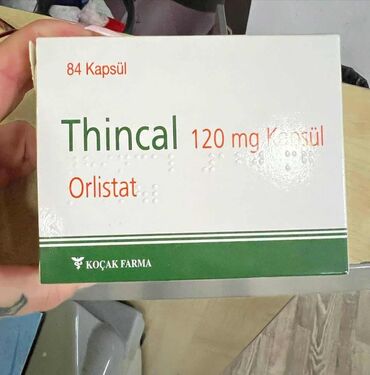 84 Kapsül
Thincal 120 mg Kapsül
Orlistat
KOÇAK FARMA